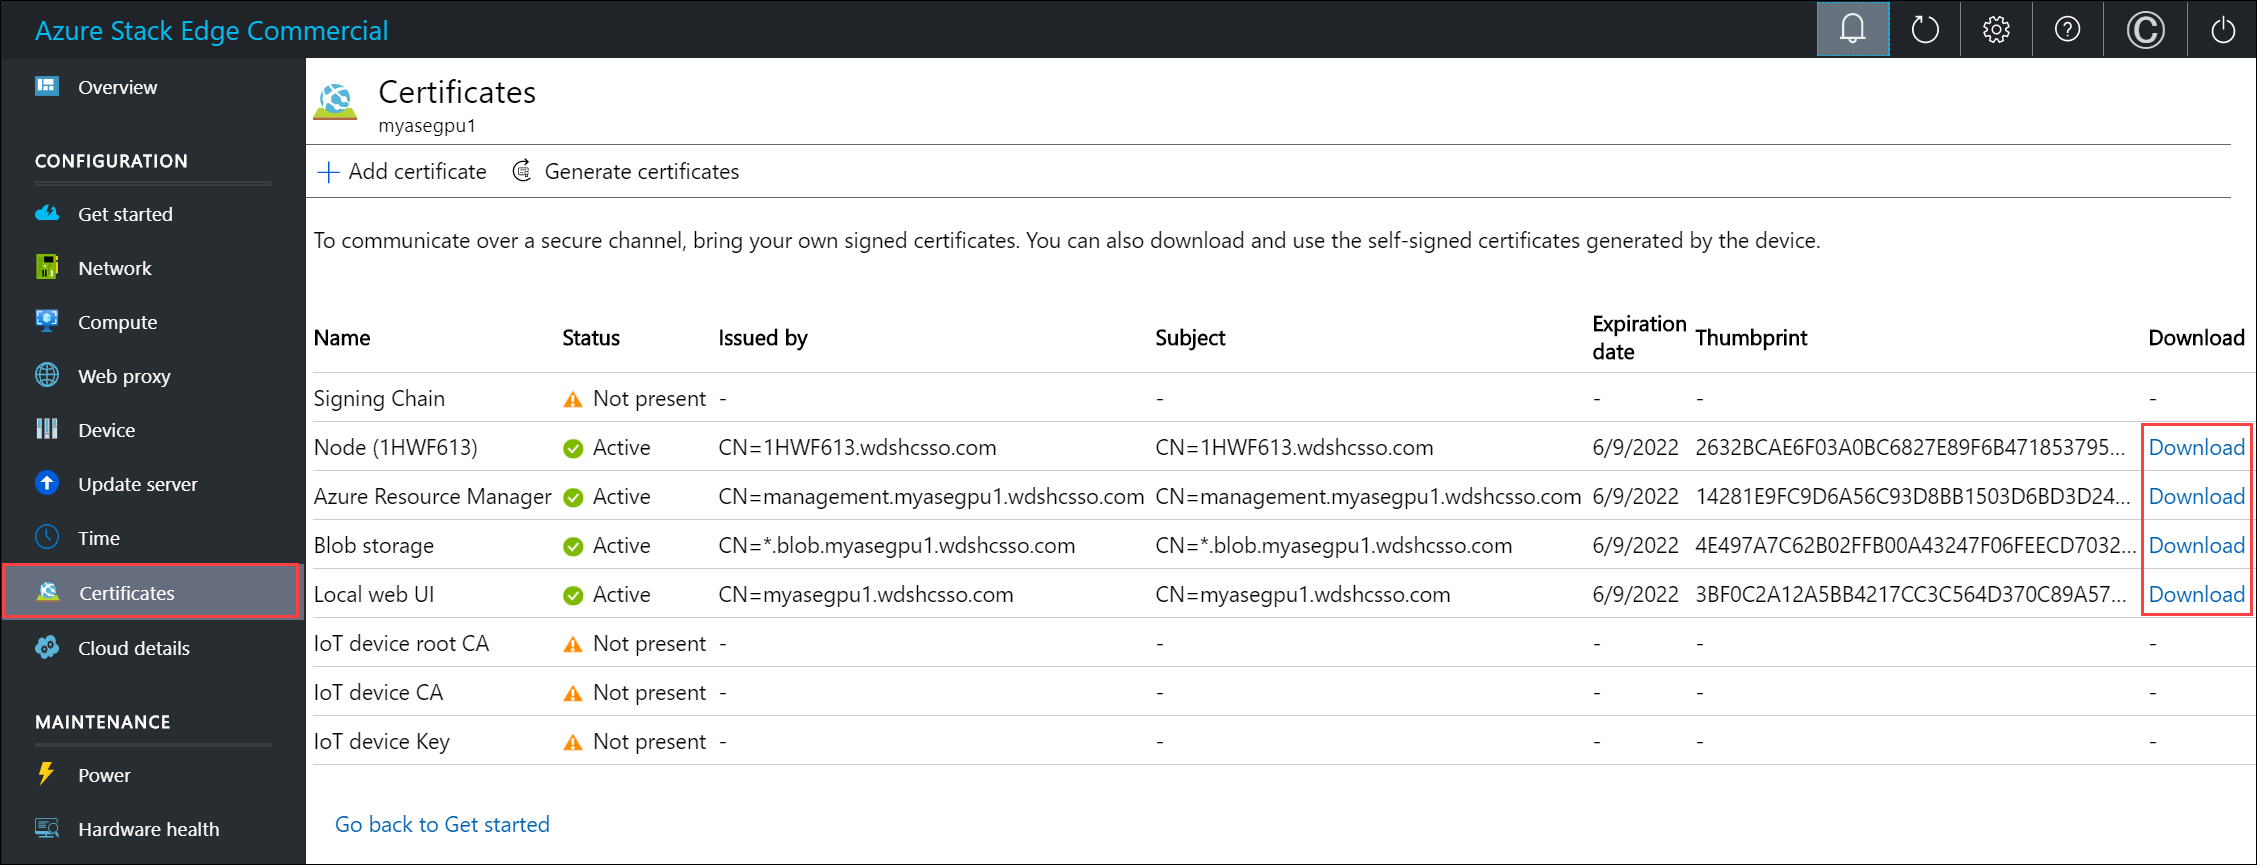 Azure Stack Edge Commercial
Overview
CONFIGURATION
Get started
Network
Compute
Web proxy
Device
Update server
Time
Certificates
Cloud details
MAINTENANCE
Power
Hardware health
Certificates
myasegpu1
Add certificate Generate certificates
To communicate over a secure channel, bring your own signed certificates. You can also download and use the self-signed certificates generated by the device.
Name Status Issued by Subject Expiration date Thumbprint Download
Signing Chain Not present - - - - -
Node (1HWF613) Active CN=1HWF613.wdshcsso.com CN=1HWF613.wdshcsso.com 6/9/2022 2632BCAE6F03A0BC6827E89F6B471853795... Download
Azure Resource Manager Active CN=management.myasegpu1.wdshcsso.com CN=management.myasegpu1.wdshcsso.com 6/9/2022 14281E9FC9D6A56C93D8BB1503D6BD3D24... Download
Blob storage Active CN=*.blob.myasegpu1.wdshcsso.com CN=*.blob.myasegpu1.wdshcsso.com 6/9/2022 4E497A7C62B02FFB00A43247F06FEECD7032... Download
Local web UI Active CN=myasegpu1.wdshcsso.com CN=myasegpu1.wdshcsso.com 6/9/2022 3BF0C2A12A5BB4217CC3C564D370C89A57... Download
IoT device root CA Not present - - - - -
IoT device CA Not present - - - - -
IoT device Key Not present - - - - -
Go back to Get started